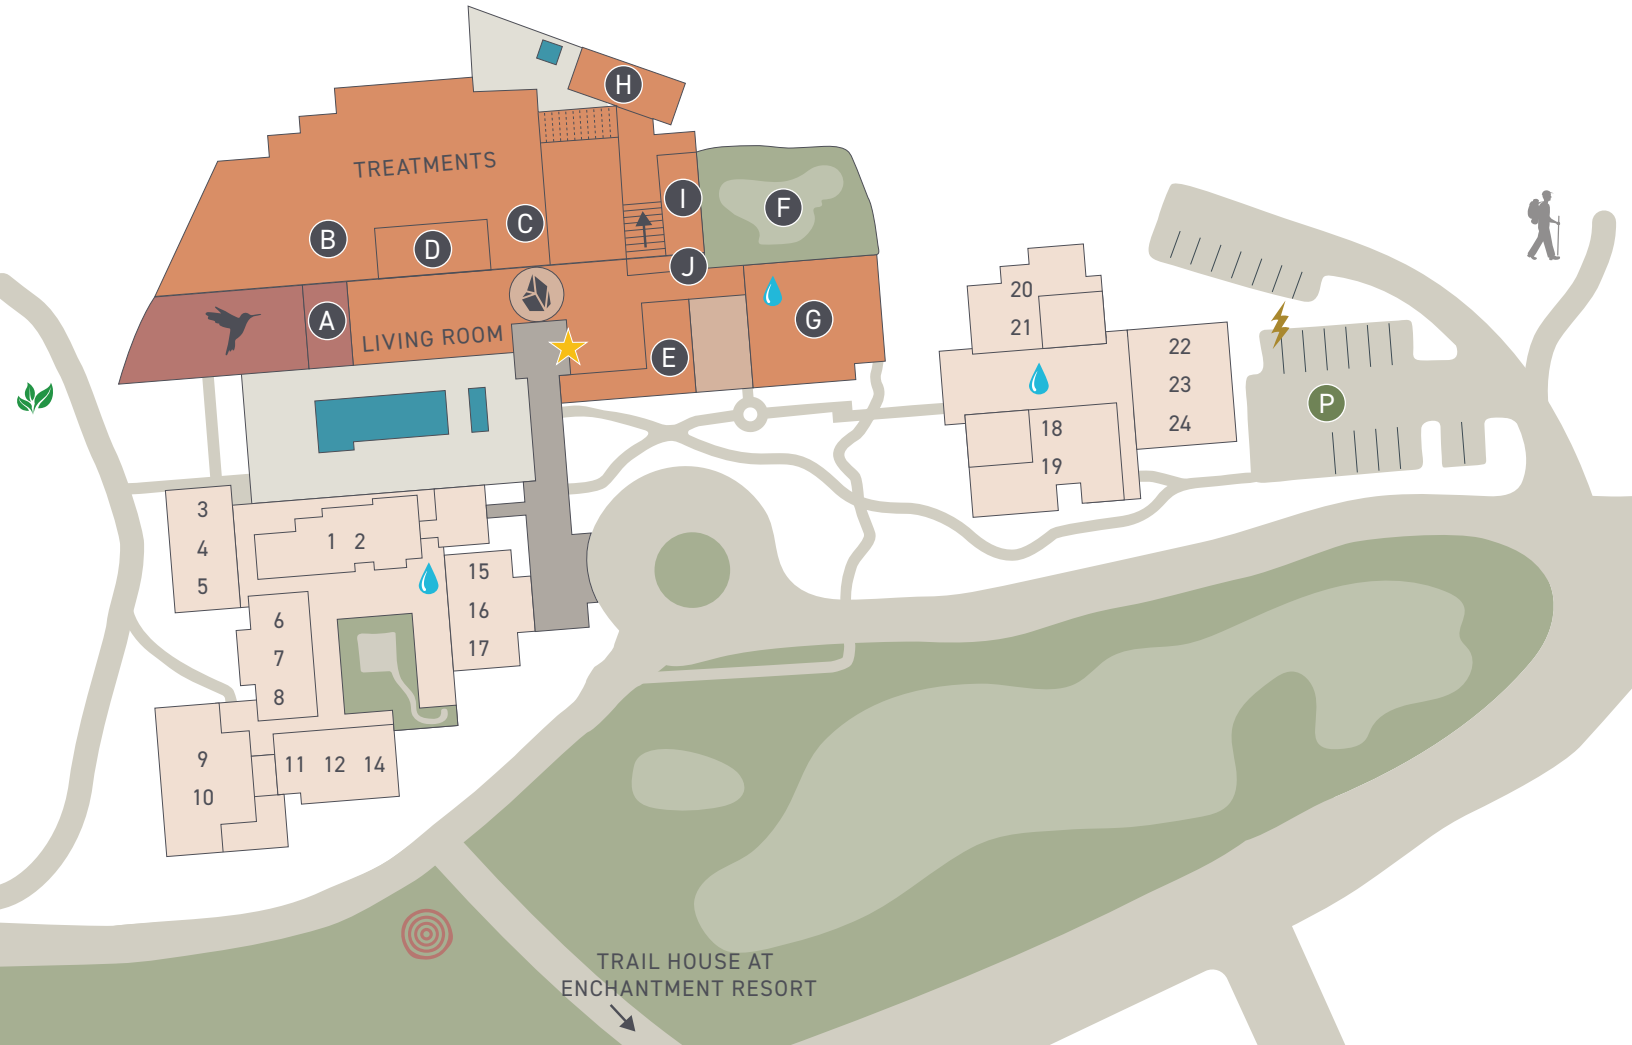 H
TREATMENTS
I
F
B
D
C
J
A
LIVING ROOM
E
G
20
21
22
23
24
P
18
19
3
4
5
1 2
15
16
17
6
7
8
9
10
11 12 14
TRAIL HOUSE AT
ENCHANTMENT RESORT